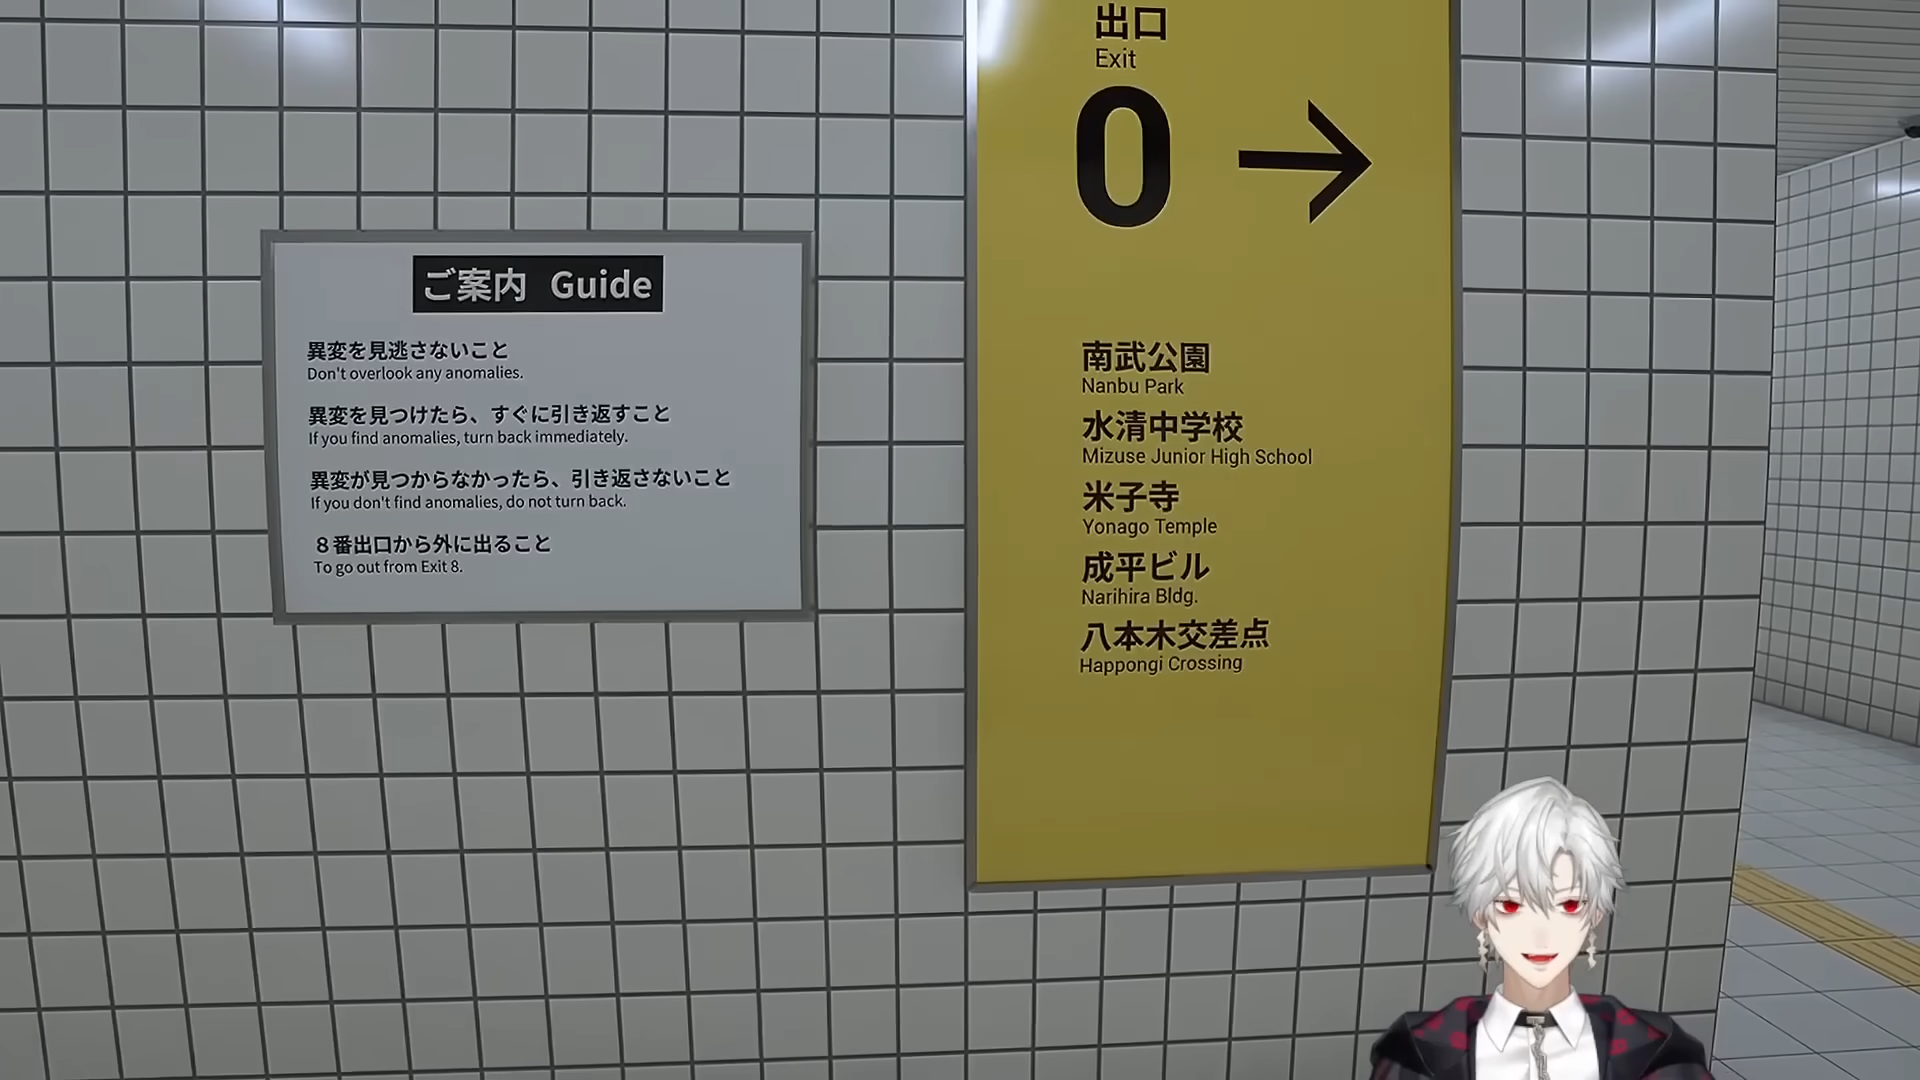 ご案内 Guide
異変を見逃さないこと
Don't overlook any anomalies.
異変を見つけたら、すぐに引き返すこと
If you find anomalies, turn back immediately.
異変が見つからなかったら、引き返さないこと
If you don't find anomalies, do not turn back.
８番出口から外に出ること
To go out from Exit 8.
出口
Exit
0 →
南武公園
Nanbu Park
水清中学校
Mizuse Junior High School
米子寺
Yonago Temple
成平ビル
Narihira Bldg.
八本木交差点
Happongi Crossing